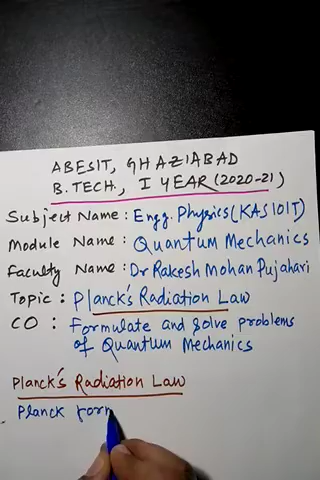 ABESIT, GHAZIABAD
B.TECH., I YEAR (2020-21)
Subject Name: Engg. Physics (KAS101T)
Module Name: Quantum Mechanics
Faculty Name: Dr Rakesh Mohan Pujahari
Topic: Planck's Radiation Law
CO: Formulate and solve problems
of Quantum Mechanics
Planck's Radiation Law
Planck form